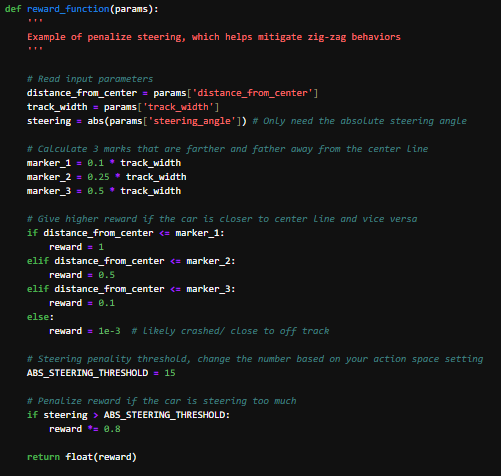 def reward_function(params):
    '''
    Example of penalize steering, which helps mitigate zig-zag behaviors
    '''
    # Read input parameters
    distance_from_center = params['distance_from_center']
    track_width = params['track_width']
    steering = abs(params['steering_angle']) # Only need the absolute steering angle
    # Calculate 3 marks that are farther and father away from the center line
    marker_1 = 0.1 * track_width
    marker_2 = 0.25 * track_width
    marker_3 = 0.5 * track_width
    # Give higher reward if the car is closer to center line and vice versa
    if distance_from_center <= marker_1:
        reward = 1
    elif distance_from_center <= marker_2:
        reward = 0.5
    elif distance_from_center <= marker_3:
        reward = 0.1
    else:
        reward = 1e-3  # likely crashed/ close to off track
    # Steering penality threshold, change the number based on your action space setting
    ABS_STEERING_THRESHOLD = 15
    # Penalize reward if the car is steering too much
    if steering > ABS_STEERING_THRESHOLD:
        reward *= 0.8
    return float(reward)